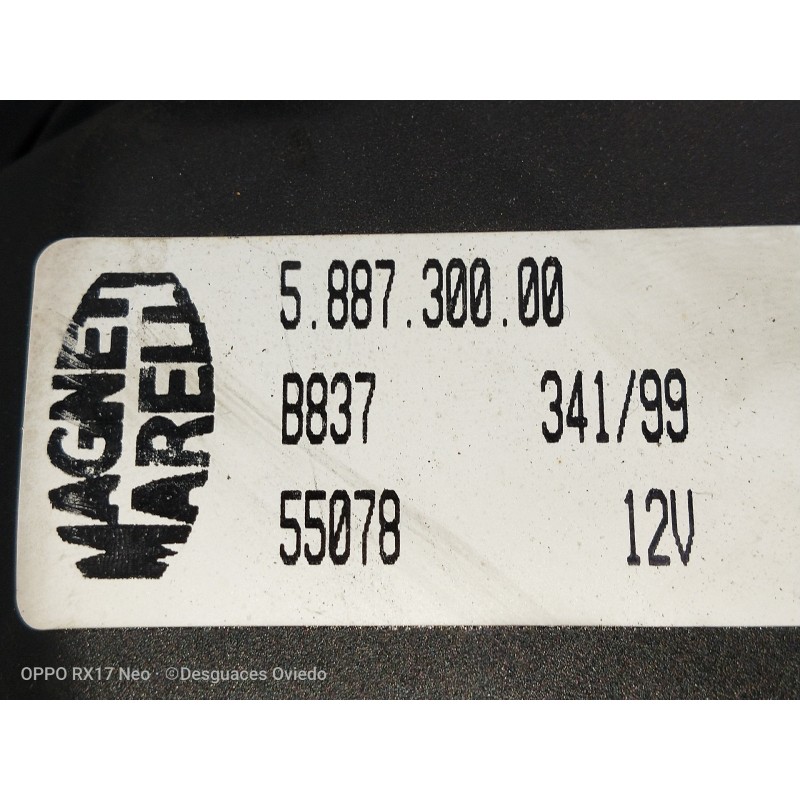 MAGNETI
MARELLI
5.887.300.00
B837 341/99
55078 12V
OPPO RX17 Neo · ©Desguaces Oviedo